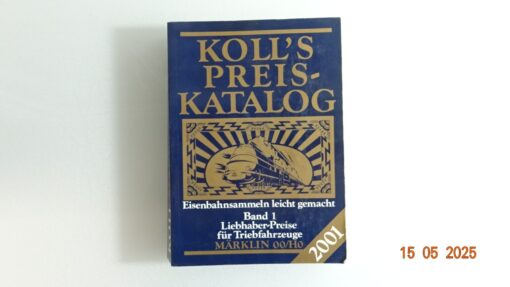 KOLL'S
PREIS-
KATALOG
Eisenbahnsammeln leicht gemacht
Band 1
Liebhaber-Preise
für Triebfahrzeuge
MÄRKLIN 00/H0
2001
15 05 2025